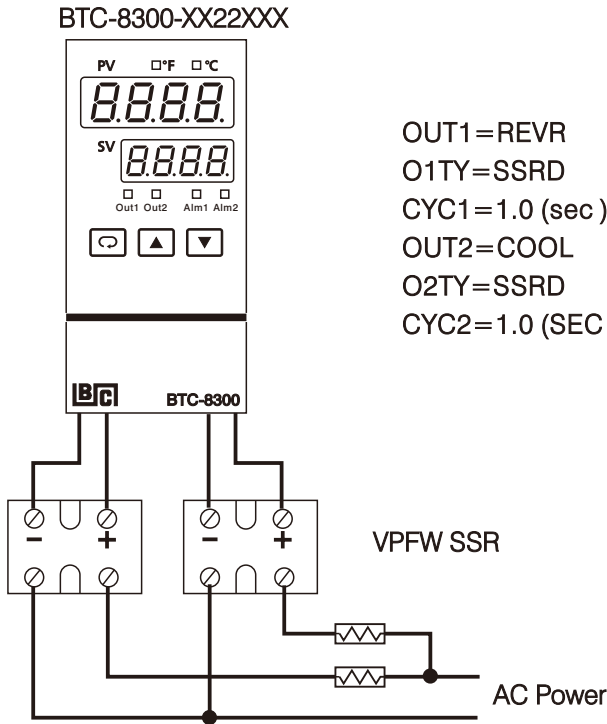 BTC-8300-XX22XXX
PV °F °C
8.8.8.8.
SV 8.8.8.8.
Out1 Out2 Alm1 Alm2
OUT1=REVR
O1TY=SSRD
CYC1=1.0 (sec )
OUT2=COOL
O2TY=SSRD
CYC2=1.0 (SEC
BC BTC-8300
- + - +
VPFW SSR
AC Power